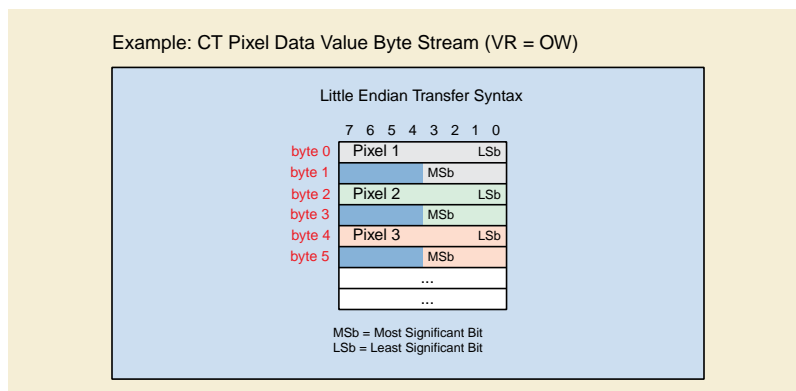 Example: CT Pixel Data Value Byte Stream (VR = OW)
Little Endian Transfer Syntax
7 6 5 4 3 2 1 0
byte 0 Pixel 1 LSb
byte 1 MSb
byte 2 Pixel 2 LSb
byte 3 MSb
byte 4 Pixel 3 LSb
byte 5 MSb
...
...
MSb = Most Significant Bit
LSb = Least Significant Bit